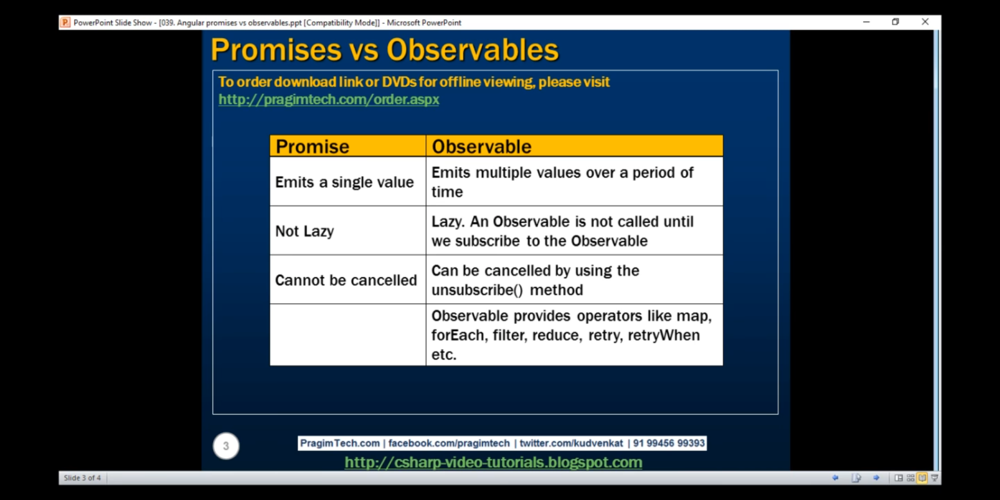 PowerPoint Slide Show - [039. Angular promises vs observables.ppt [Compatibility Mode]] - Microsoft PowerPoint
Promises vs Observables
To order download link or DVDs for offline viewing, please visit
http://pragimtech.com/order.aspx
Promise
Observable
Emits a single value
Emits multiple values over a period of
time
Not Lazy
Lazy. An Observable is not called until
we subscribe to the Observable
Cannot be cancelled
Can be cancelled by using the
unsubscribe() method
Observable provides operators like map,
forEach, filter, reduce, retry, retryWhen
etc.
3
PragimTech.com | facebook.com/pragimtech | twitter.com/kudvenkat | 91 99456 99393
http://csharp-video-tutorials.blogspot.com
Slide 3 of 4